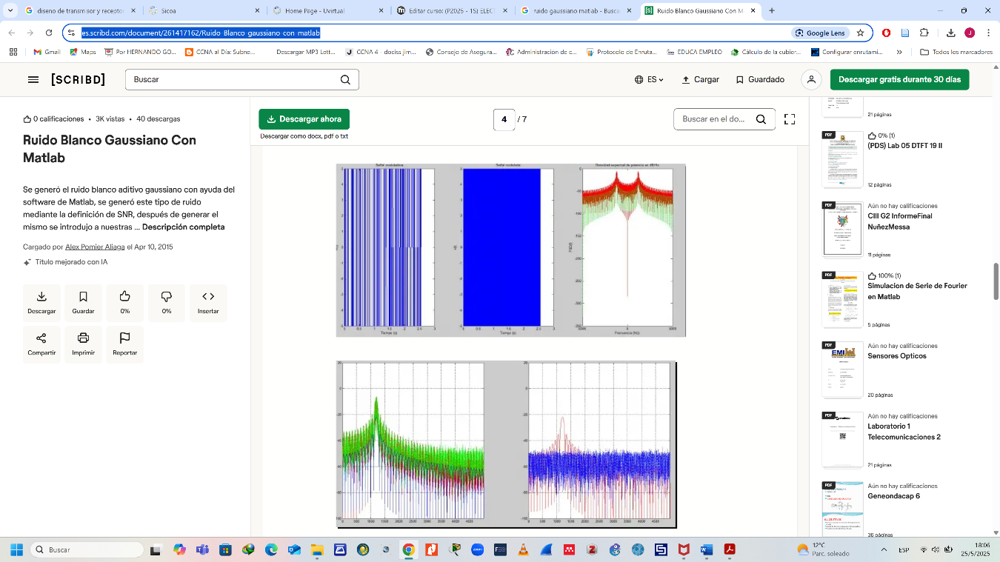 diseño de transmisor y receptor
Sicoa
Home Page - Uvirtual
Editar curso: (P2025 - 1S) ELECT
ruido gaussiano matlab - Buscar
Ruido Blanco Gaussiano Con M
es.scribd.com/document/261417162/Ruido-Blanco-gaussiano-con-matlab
Google Lens
Gmail
Maps
Por HERNANDO GO...
CCNA al Día: Subne...
Descargar MP3 Lett...
CCNA 4 - dociss jim...
Consejo de Asegura...
Administracion de c...
Protocolo de Enruta...
EDUCA EMPLEO
Cálculo de la cubier...
Configurar enrutami...
Todos los marcadores
[SCRIBD]
Buscar
ES
Cargar
Guardado
Descargar gratis durante 30 días
0 calificaciones • 3K vistas • 40 descargas
Ruido Blanco Gaussiano Con
Matlab
Se generó el ruido blanco aditivo gaussiano con ayuda del
software de Matlab, se generó este tipo de ruido
mediante la definición de SNR, después de generar el
mismo se introdujo a nuestras ... Descripción completa
Cargado por Alex Pomier Aliaga el Apr 10, 2015
Título mejorado con IA
Descargar
Guardar
0%
0%
Insertar
Compartir
Imprimir
Reportar
Descargar ahora
Descargar como docx, pdf o txt
4 / 7
Buscar en el do...
Señal moduladora
Señal modulada
Densidad espectral de potencia en dB/Hz
Tiempo (s)
Tiempo (s)
Frecuencia (Hz)
21 páginas
PDF
0% (1)
(PDS) Lab 05 DTFT 19 II
12 páginas
PDF
Aún no hay calificaciones
CIII G2 InformeFinal
NuñezMessa
11 páginas
PDF
100% (1)
Simulacion de Serie de Fourier
en Matlab
5 páginas
PDF
EMI
Aún no hay calificaciones
Sensores Opticos
20 páginas
PDF
Aún no hay calificaciones
Laboratorio 1
Telecomunicaciones 2
21 páginas
PDF
Aún no hay calificaciones
Geneondacap 6
36 páginas
Buscar
zoom
12°C
Parc. soleado
ESP
18:06
25/5/2025